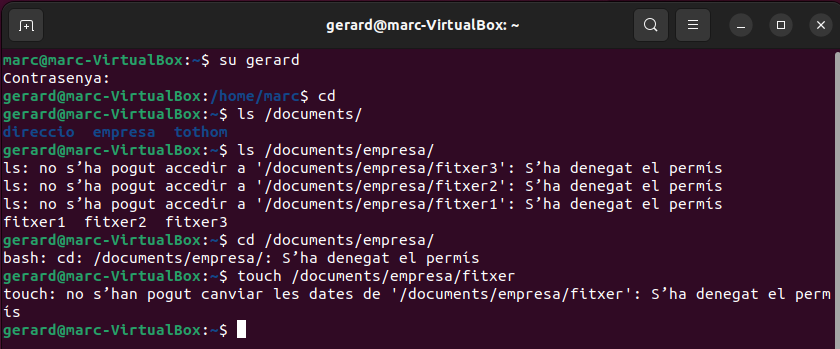 gerard@marc-VirtualBox: ~
marc@marc-VirtualBox:~$ su gerard
Contrasenya:
gerard@marc-VirtualBox:/home/marc$ cd
gerard@marc-VirtualBox:~$ ls /documents/
direccio  empresa  tothom
gerard@marc-VirtualBox:~$ ls /documents/empresa/
ls: no s’ha pogut accedir a '/documents/empresa/fitxer3': S’ha denegat el permís
ls: no s’ha pogut accedir a '/documents/empresa/fitxer2': S’ha denegat el permís
ls: no s’ha pogut accedir a '/documents/empresa/fitxer1': S’ha denegat el permís
fitxer1  fitxer2  fitxer3
gerard@marc-VirtualBox:~$ cd /documents/empresa/
bash: cd: /documents/empresa/: S’ha denegat el permís
gerard@marc-VirtualBox:~$ touch /documents/empresa/fitxer
touch: no s’han pogut canviar les dates de '/documents/empresa/fitxer': S’ha denegat el perm
ís
gerard@marc-VirtualBox:~$